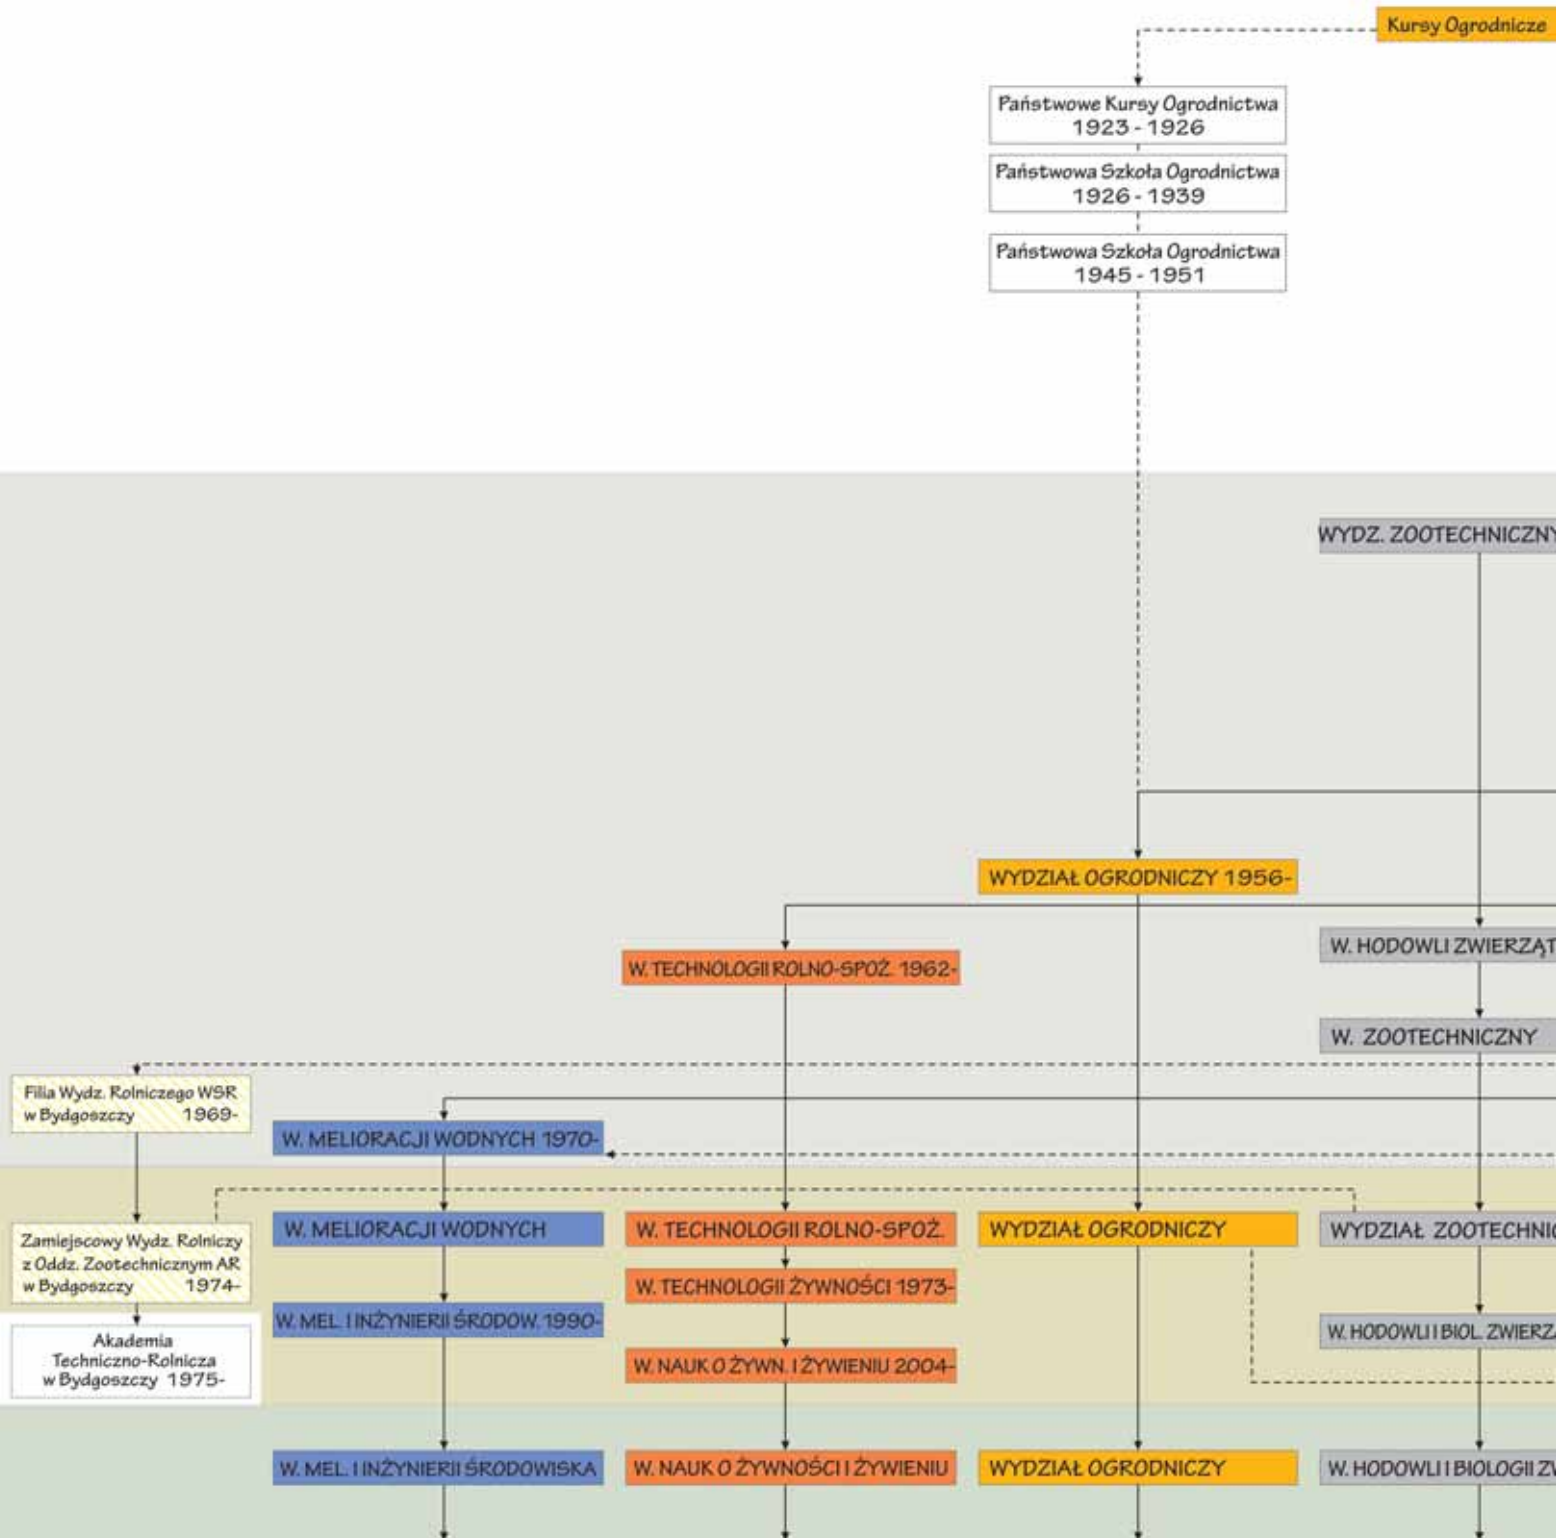 Kursy Ogrodnicze
Państwowe Kursy Ogrodnictwa
1923 - 1926
Państwowa Szkoła Ogrodnictwa
1926 - 1939
Państwowa Szkoła Ogrodnictwa
1945 - 1951
WYDZ. ZOOTECHNICZNY
WYDZIAŁ OGRODNICZY 1956-
W. HODOWLI ZWIERZĄT
W. TECHNOLOGII ROLNO-SPOŻ. 1962-
W. ZOOTECHNICZNY
Filia Wydz. Rolniczego WSR
w Bydgoszczy 1969-
W. MELIORACJI WODNYCH 1970-
Zamiejscowy Wydz. Rolniczy
z Oddz. Zootechnicznym AR
w Bydgoszczy 1974-
W. MELIORACJI WODNYCH
W. TECHNOLOGII ROLNO-SPOŻ.
WYDZIAŁ OGRODNICZY
WYDZIAŁ ZOOTECHNIC
W. TECHNOLOGII ŻYWNOŚCI 1973-
W. MEL. I INŻYNIERII ŚRODOW. 1990-
W. HODOWLI I BIOL. ZWIERZ
Akademia
Techniczno-Rolnicza
w Bydgoszczy 1975-
W. NAUK O ŻYWN. I ŻYWIENIU 2004-
W. MEL. I INŻYNIERII ŚRODOWISKA
W. NAUK O ŻYWNOŚCI I ŻYWIENIU
WYDZIAŁ OGRODNICZY
W. HODOWLI I BIOLOGII ZW